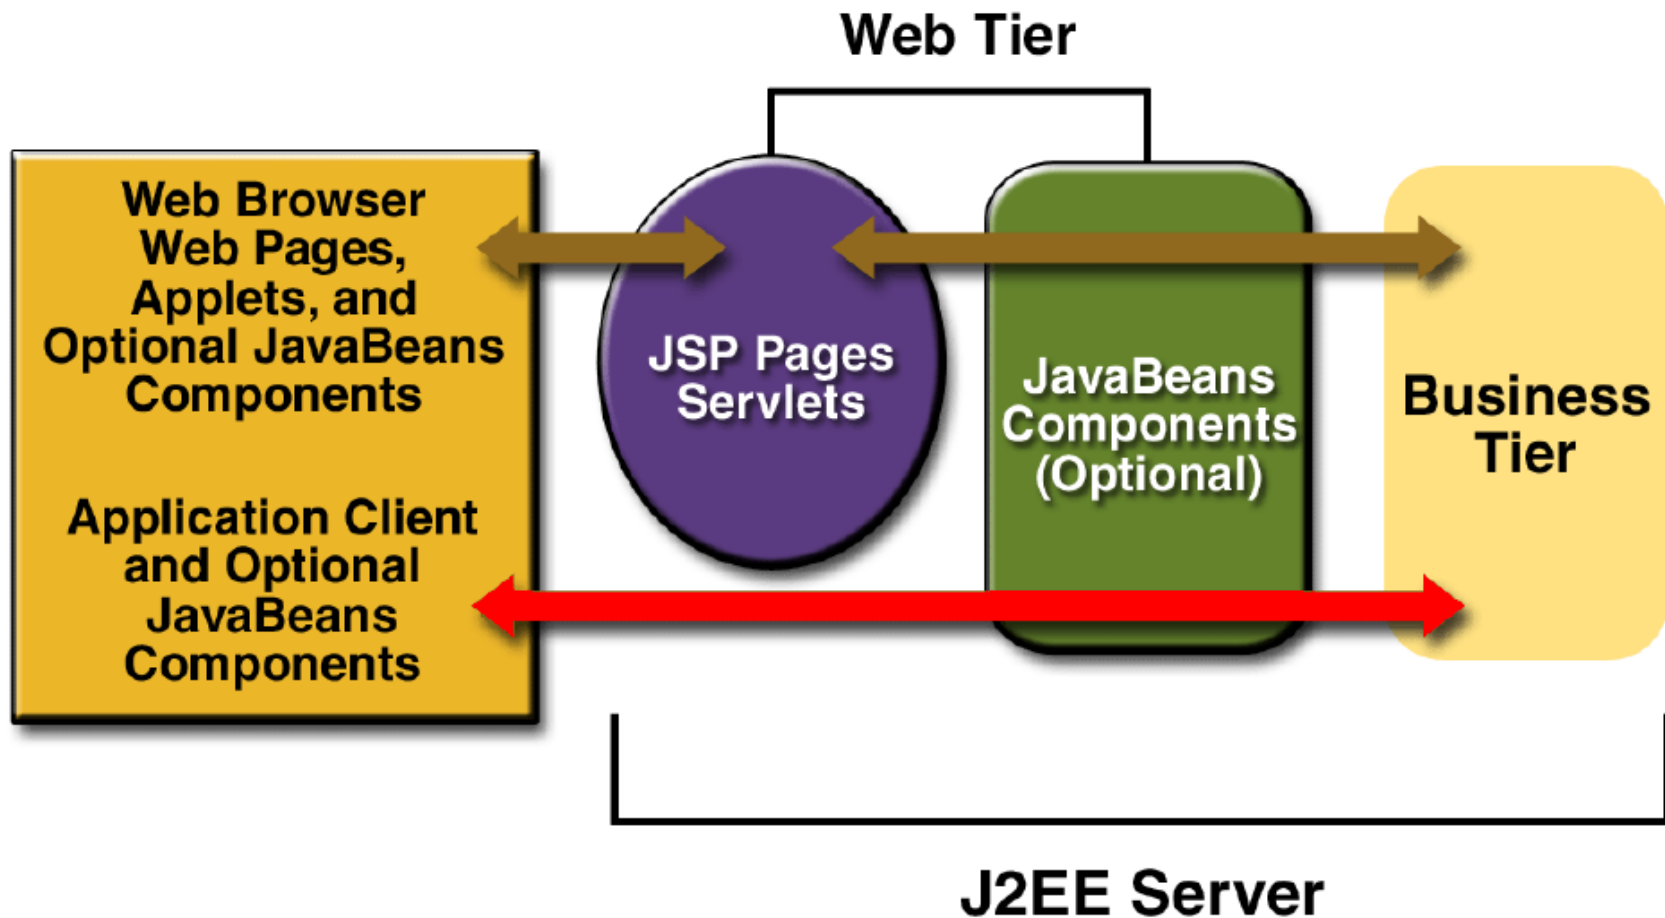 Web Tier
Web Browser
Web Pages,
Applets, and
Optional JavaBeans
Components
Application Client
and Optional
JavaBeans
Components
JSP Pages
Servlets
JavaBeans
Components
(Optional)
Business
Tier
J2EE Server